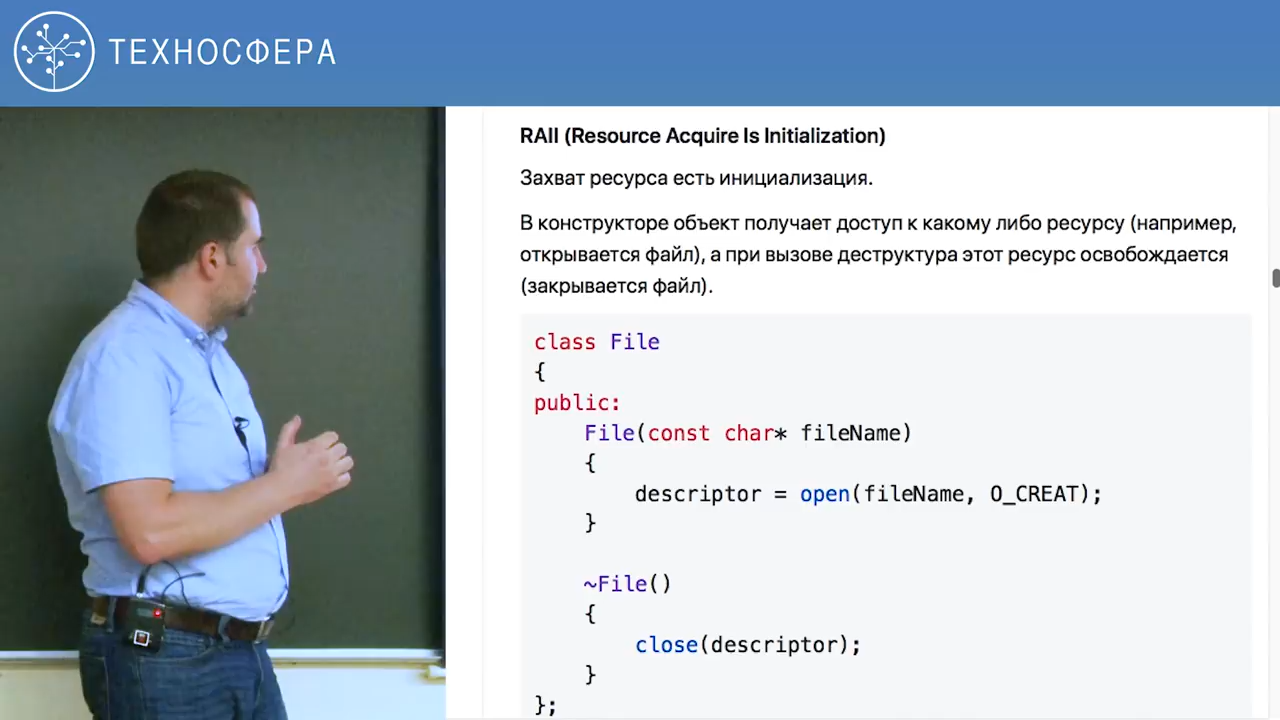 ТЕХНОСФЕРА
RAII (Resource Acquire Is Initialization)
Захват ресурса есть инициализация.
В конструкторе объект получает доступ к какому либо ресурсу (например,
открывается файл), а при вызове деструктура этот ресурс освобождается
(закрывается файл).
class File
{
public:
    File(const char* fileName)
    {
        descriptor = open(fileName, O_CREAT);
    }

    ~File()
    {
        close(descriptor);
    }
};